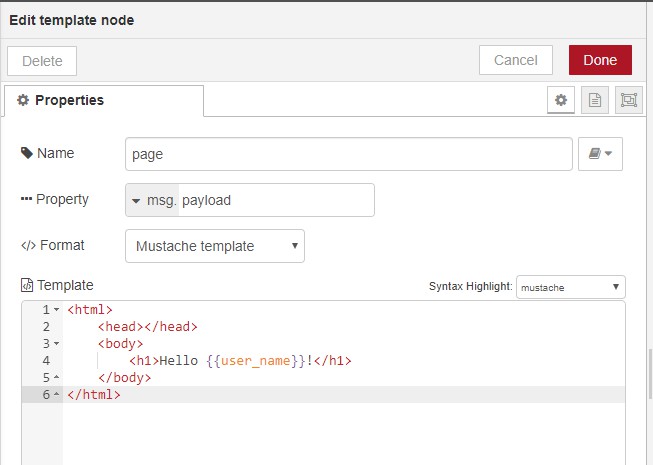 Edit template node
Delete Cancel Done
Properties
Name page
Property msg. payload
Format Mustache template
Template Syntax Highlight: mustache
1 <html>
2 <head></head>
3 <body>
4 <h1>Hello {{user_name}}!</h1>
5 </body>
6 </html>